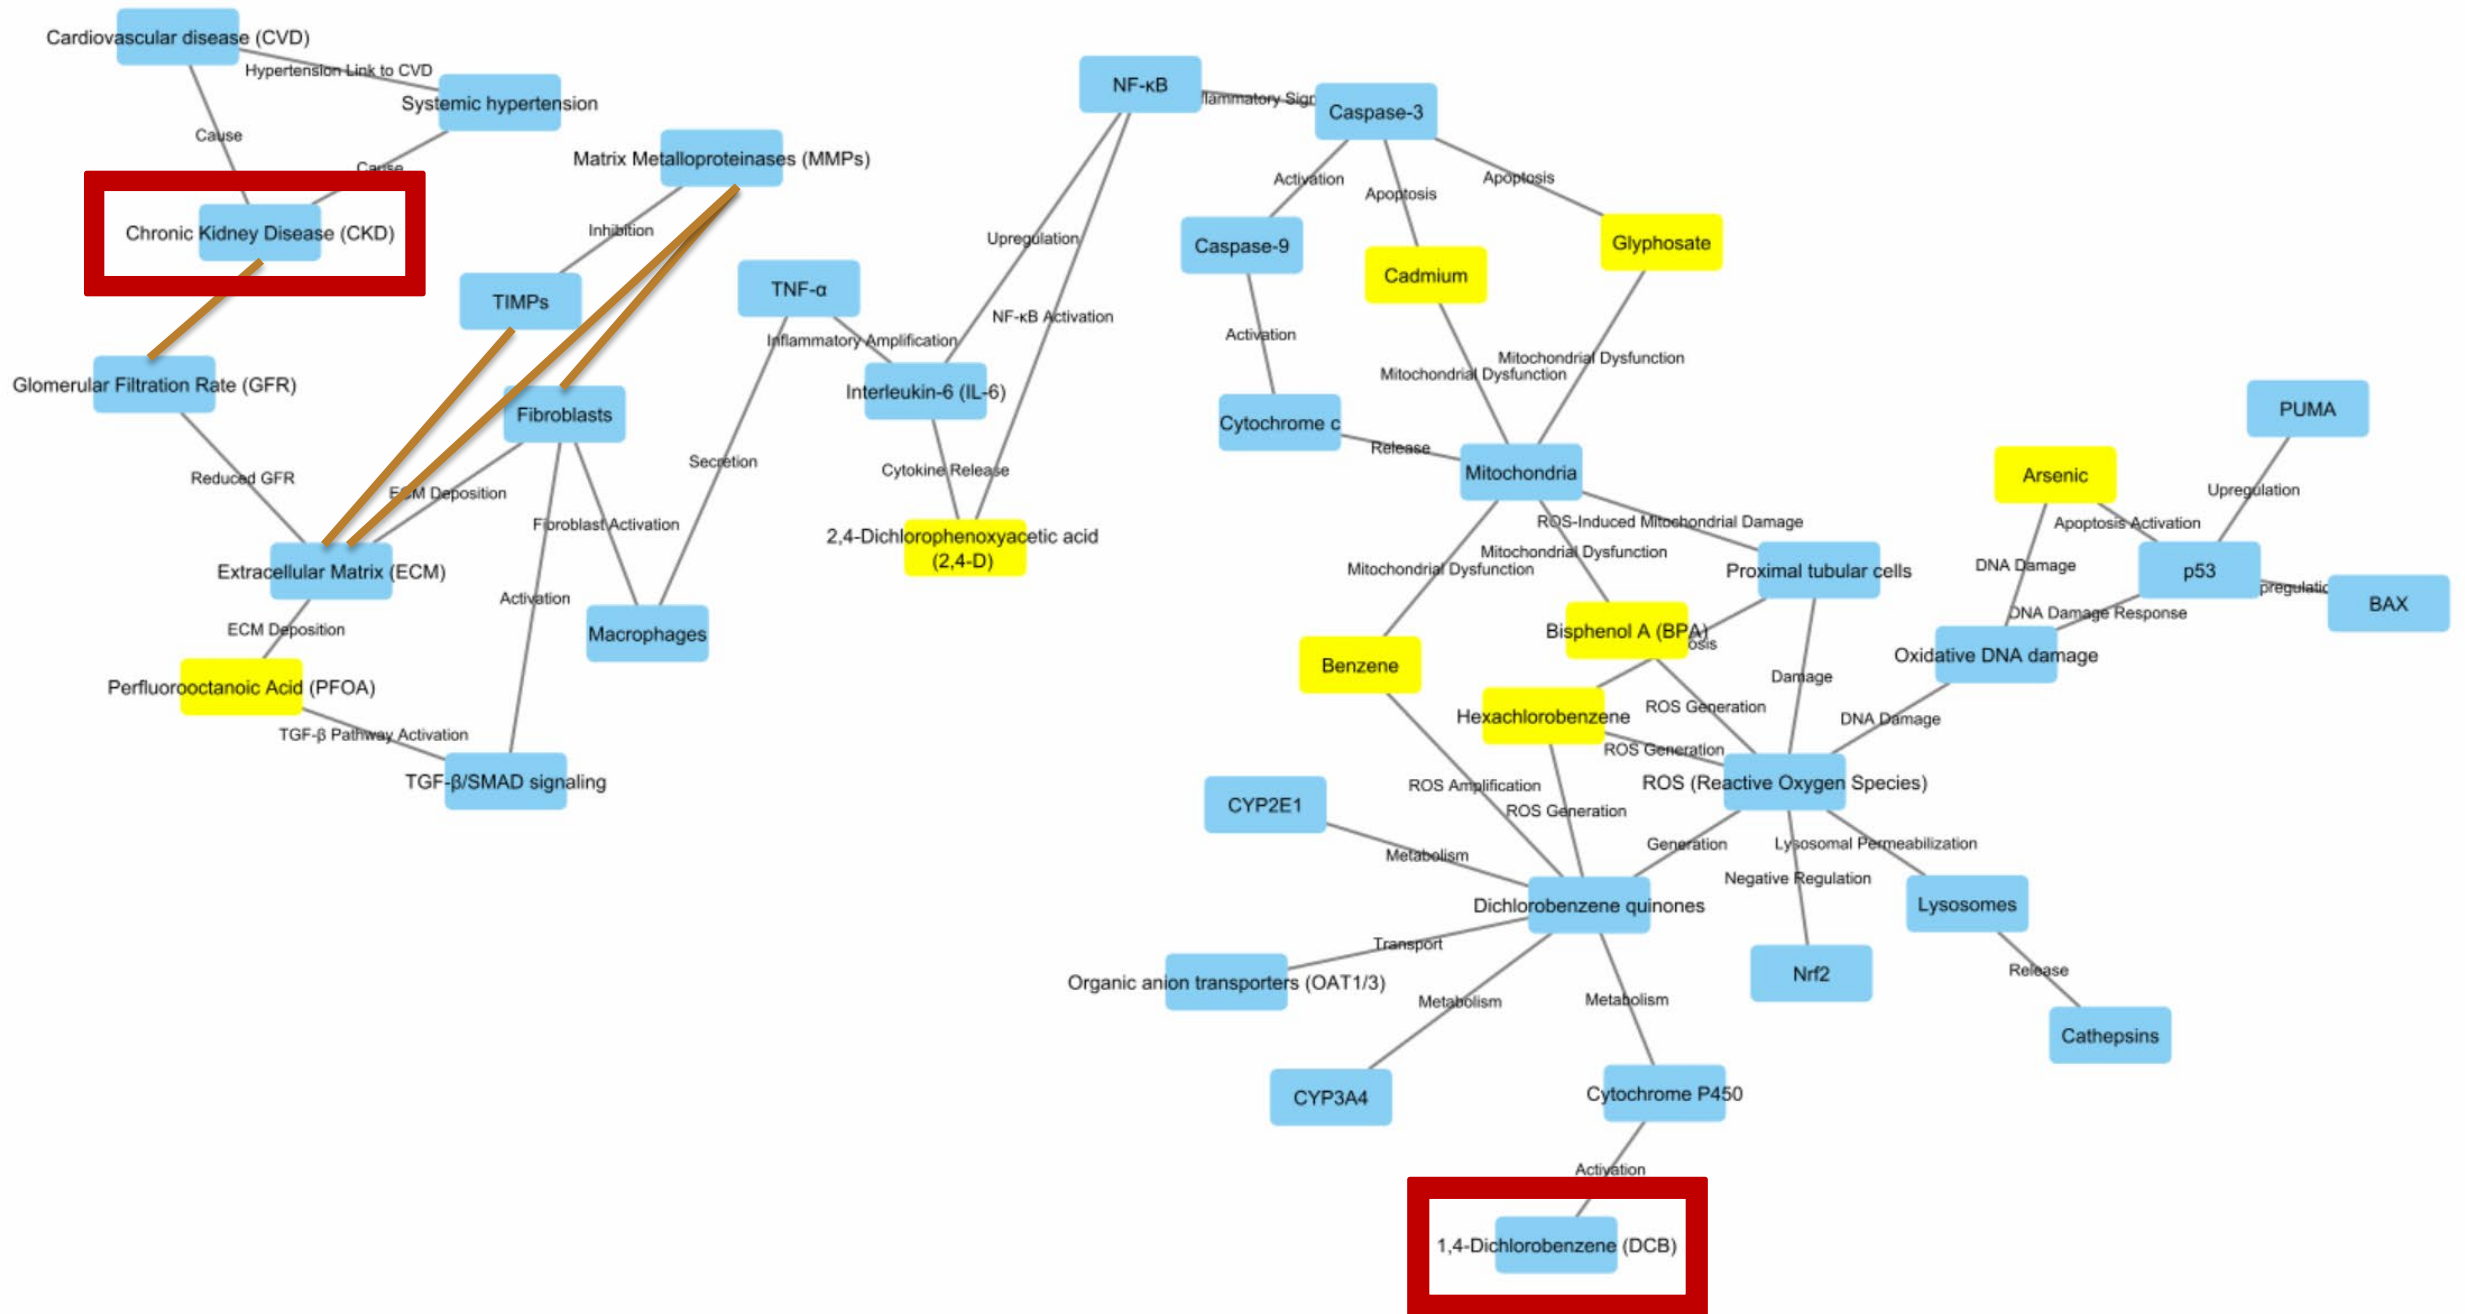 Cardiovascular disease (CVD)
Hypertension Link to CVD
Systemic hypertension
Cause
Cause
Chronic Kidney Disease (CKD)
Glomerular Filtration Rate (GFR)
Reduced GFR
Matrix Metalloproteinases (MMPs)
Inhibition
TIMPs
Fibroblasts
ECM Deposition
Fibroblast Activation
Extracellular Matrix (ECM)
ECM Deposition
Activation
Macrophages
Perfluorooctanoic Acid (PFOA)
TGF-β Pathway Activation
TGF-β/SMAD signaling
TNF-α
Inflammatory Amplification
Secretion
Interleukin-6 (IL-6)
Cytokine Release
2,4-Dichlorophenoxyacetic acid
(2,4-D)
NF-κB
Upregulation
NF-κB Activation
lammatory Sign
Caspase-3
Activation
Apoptosis
Apoptosis
Caspase-9
Cadmium
Glyphosate
Activation
Mitochondrial Dysfunction
Mitochondrial Dysfunction
Cytochrome c
Release
Mitochondria
ROS-Induced Mitochondrial Damage
Mitochondrial Dysfunction
Mitochondrial Dysfunction
Proximal tubular cells
Bisphenol A (BPA)
osis
Benzene
Damage
Hexachlorobenzene
ROS Generation
ROS Generation
PUMA
Arsenic
Upregulation
Apoptosis Activation
DNA Damage
p53
pregulatio
BAX
DNA Damage Response
Oxidative DNA damage
DNA Damage
ROS (Reactive Oxygen Species)
ROS Amplification
ROS Generation
CYP2E1
Metabolism
Generation
Lysosomal Permeabilization
Negative Regulation
Dichlorobenzene quinones
Lysosomes
Transport
Organic anion transporters (OAT1/3)
Nrf2
Release
Metabolism
Metabolism
Cathepsins
CYP3A4
Cytochrome P450
Activation
1,4-Dichlorobenzene (DCB)